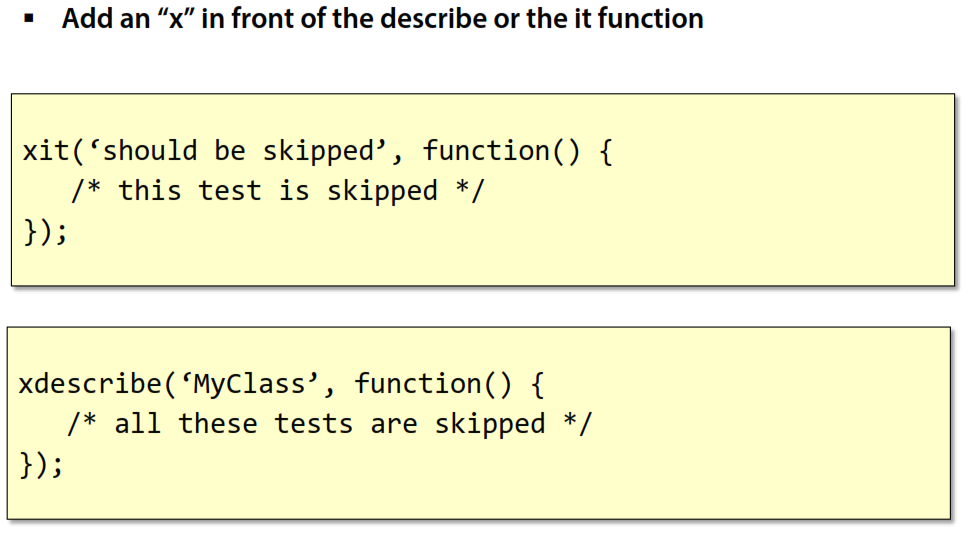 ▪ Add an “x” in front of the describe or the it function
xit(‘should be skipped’, function() {
/* this test is skipped */
});
xdescribe(‘MyClass’, function() {
/* all these tests are skipped */
});